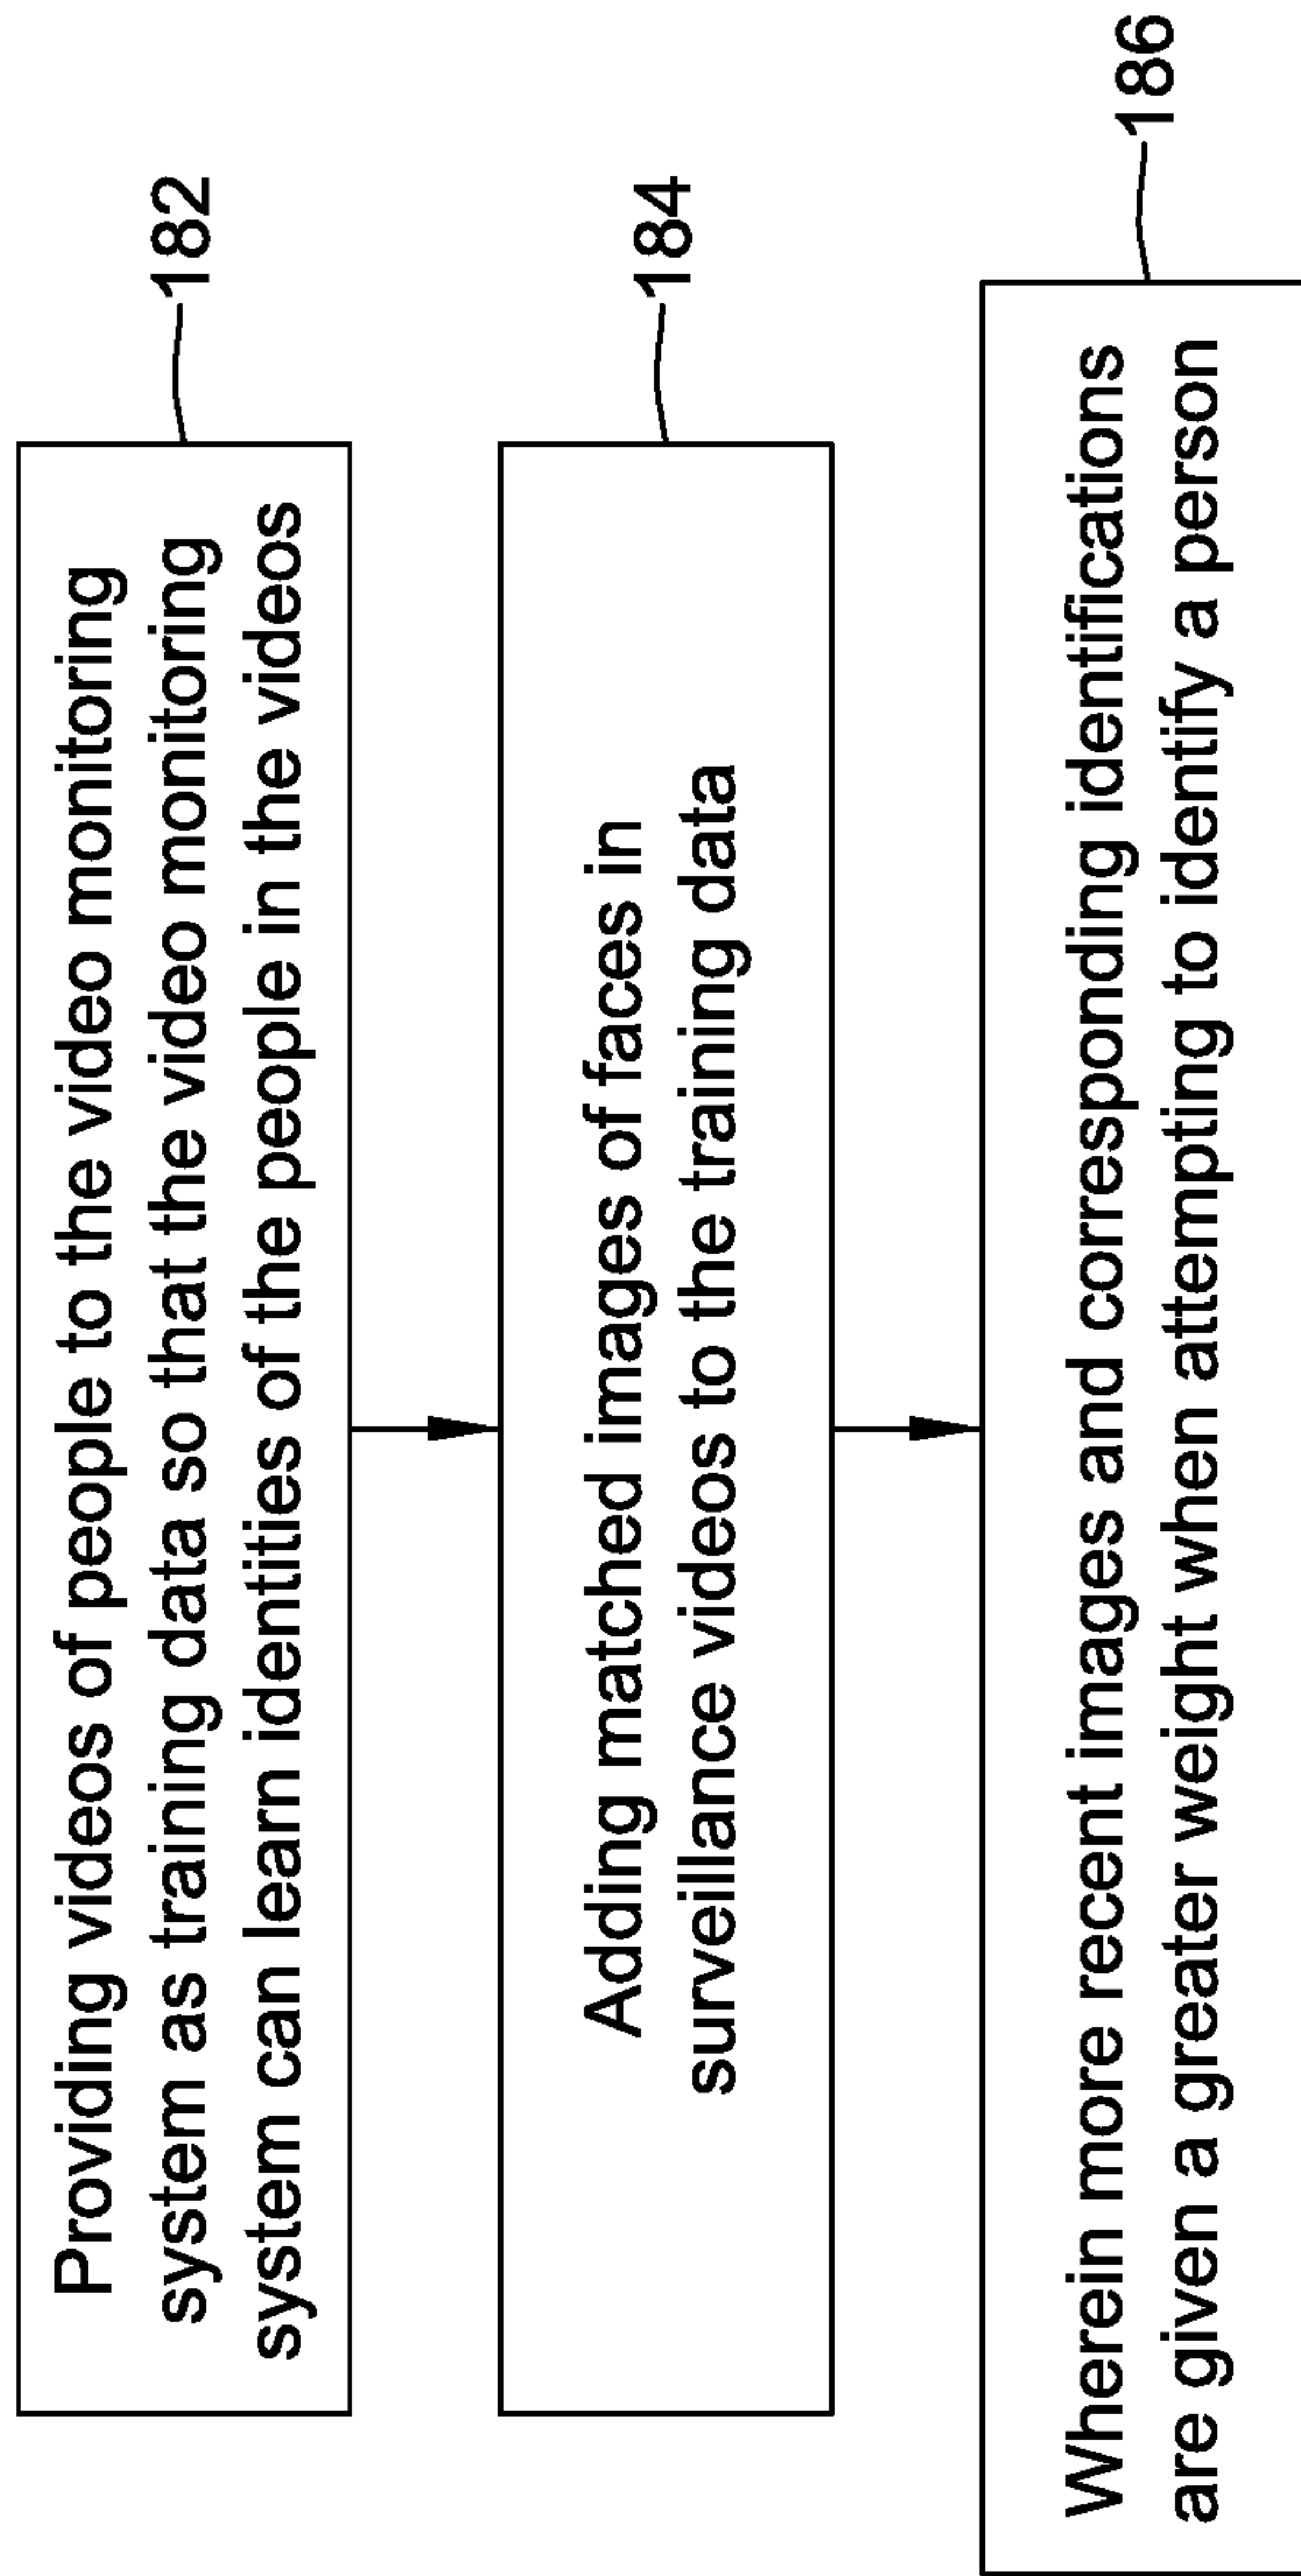 Providing videos of people to the video monitoring
system as training data so that the video monitoring
system can learn identities of the people in the videos
182
Adding matched images of faces in
surveillance videos to the training data
184
Wherein more recent images and corresponding identifications
are given a greater weight when attempting to identify a person
186